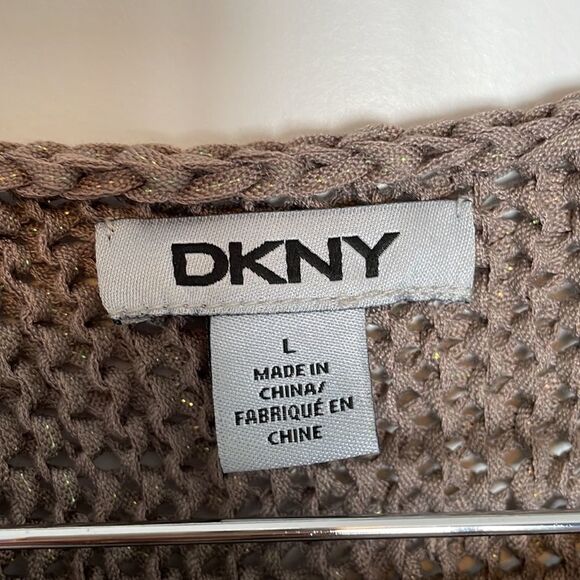 DKNY
L
MADE IN
CHINA/
FABRIQUÉ EN
CHINE